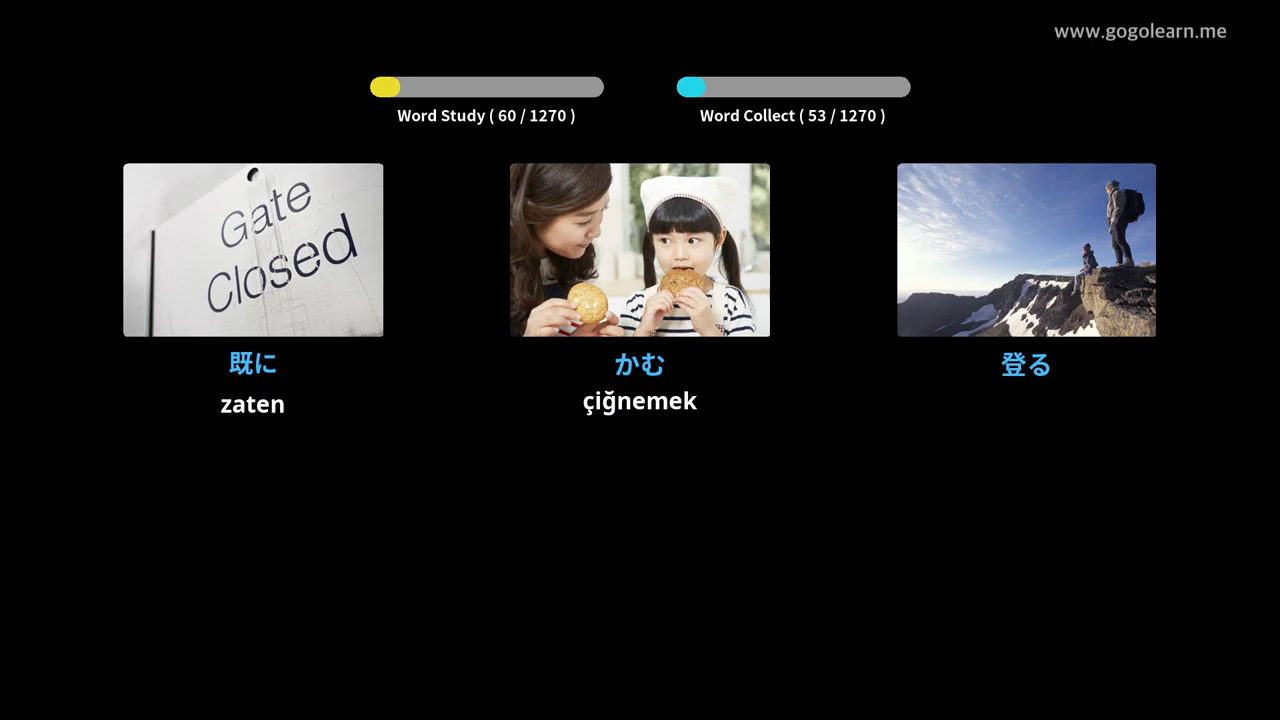 www.gogolearn.me
Word Study ( 60 / 1270 )
Word Collect ( 53 / 1270 )
Gate
Closed
既に
かむ
登る
zaten
çiğnemek